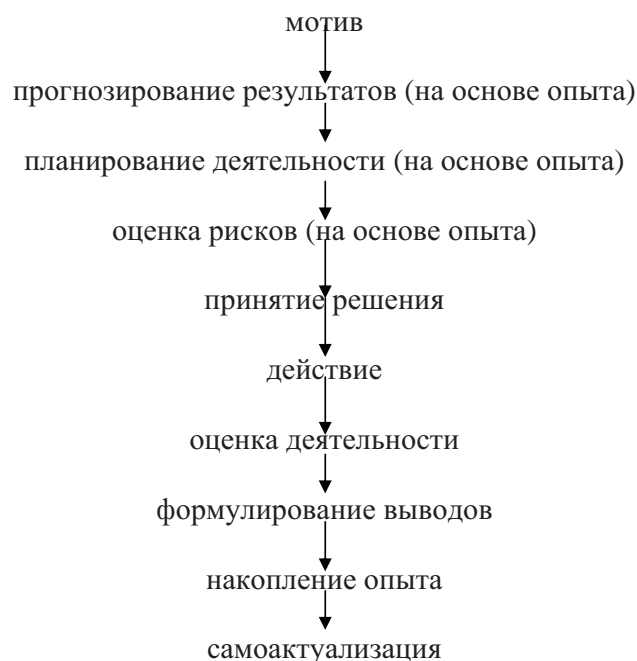 мотив
прогнозирование результатов (на основе опыта)
планирование деятельности (на основе опыта)
оценка рисков (на основе опыта)
принятие решения
действие
оценка деятельности
формулирование выводов
накопление опыта
самоактуализация